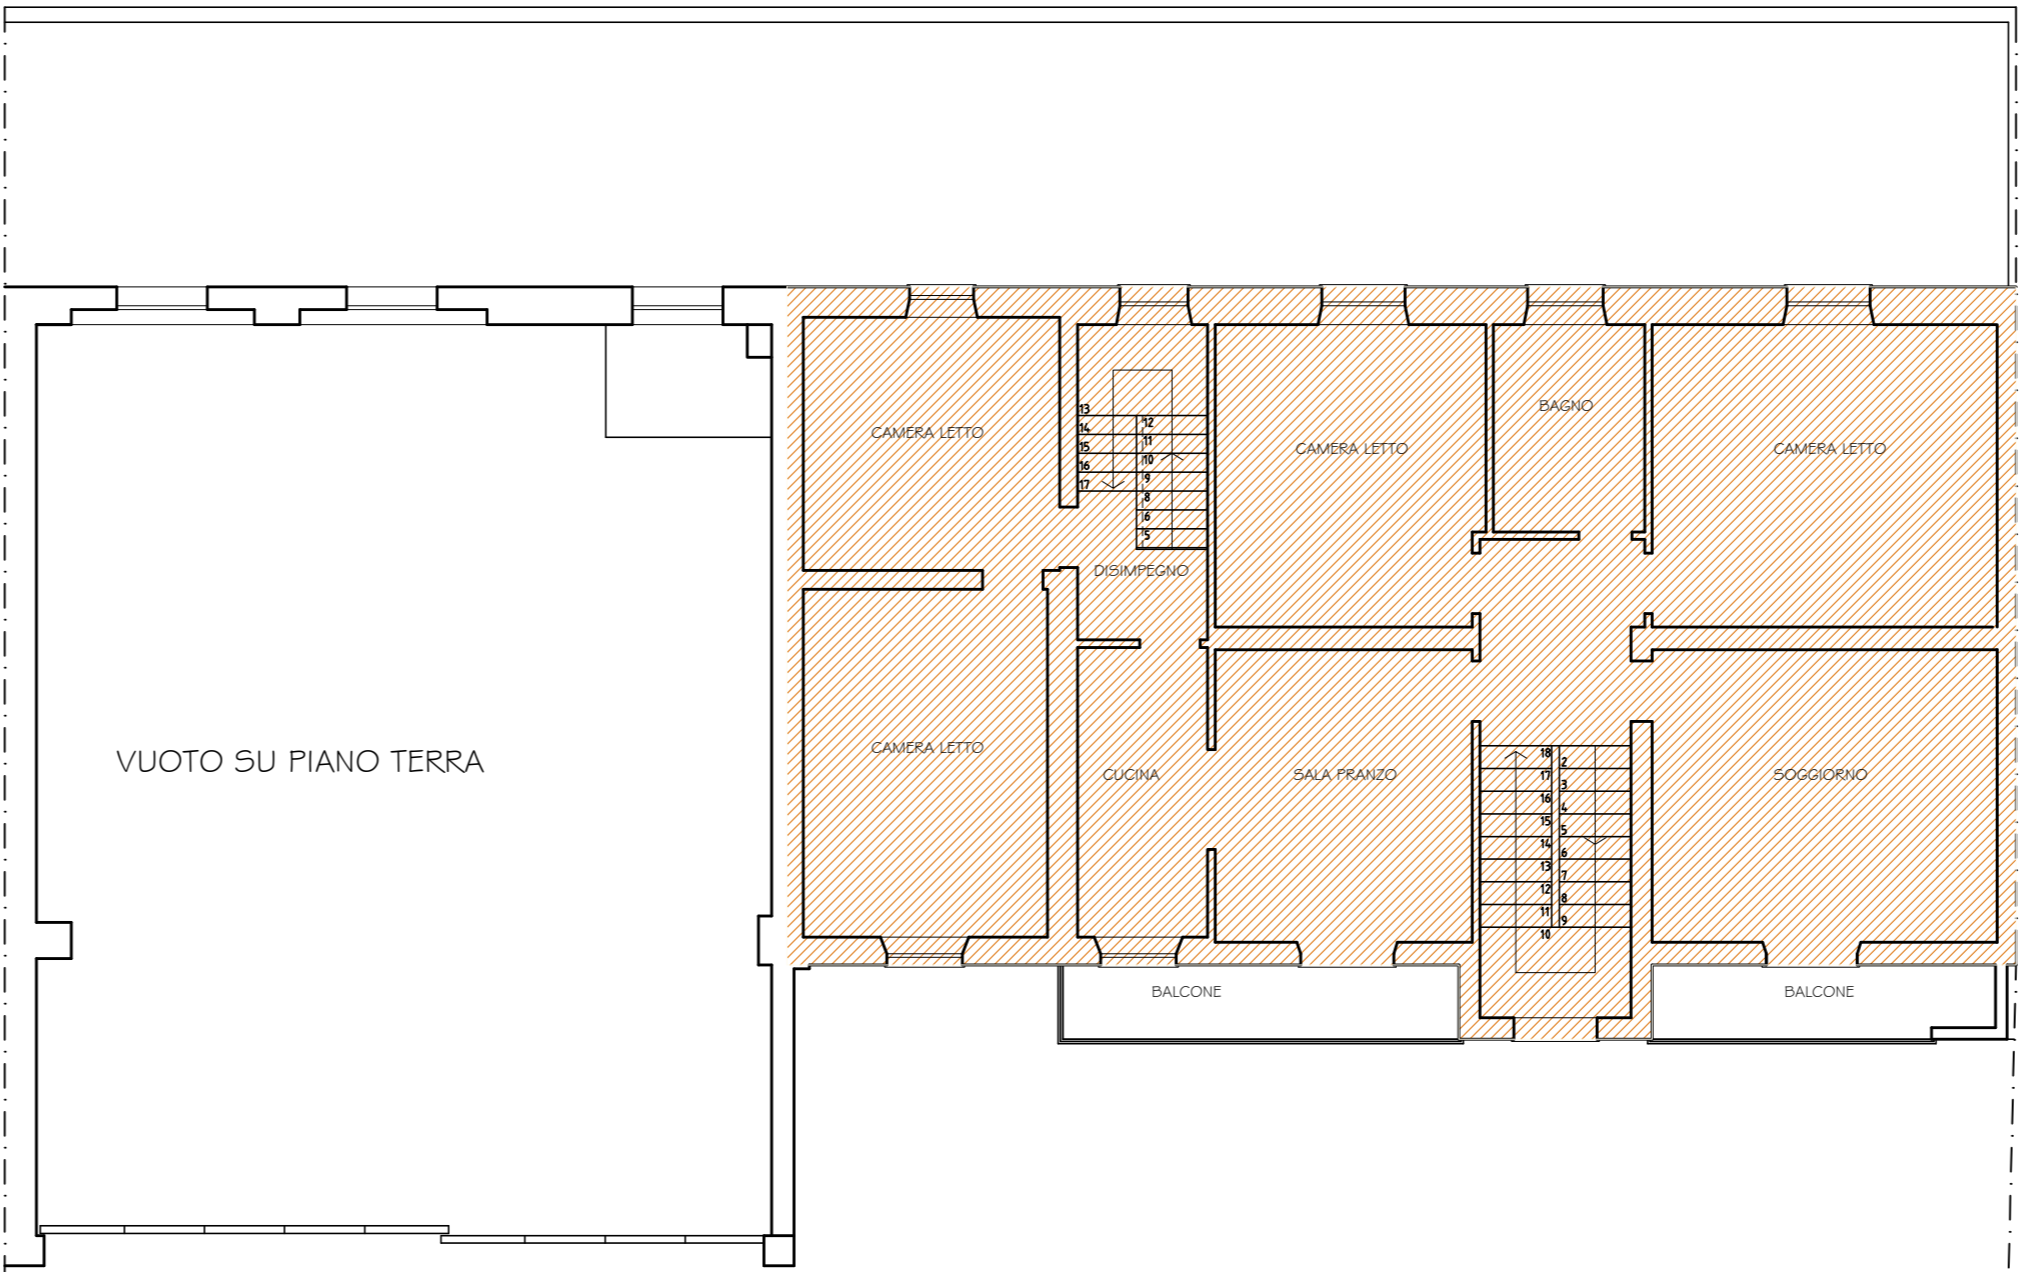 BAGNO
CAMERA LETTO
CAMERA LETTO
CAMERA LETTO
13
14
15
16
17
12
11
10
9
8
6
5
DISIMPEGNO
VUOTO SU PIANO TERRA
CAMERA LETTO
CUCINA
SALA PRANZO
SOGGIORNO
18
17
16
15
14
13
12
11
10
2
3
4
5
6
7
8
9
BALCONE
BALCONE